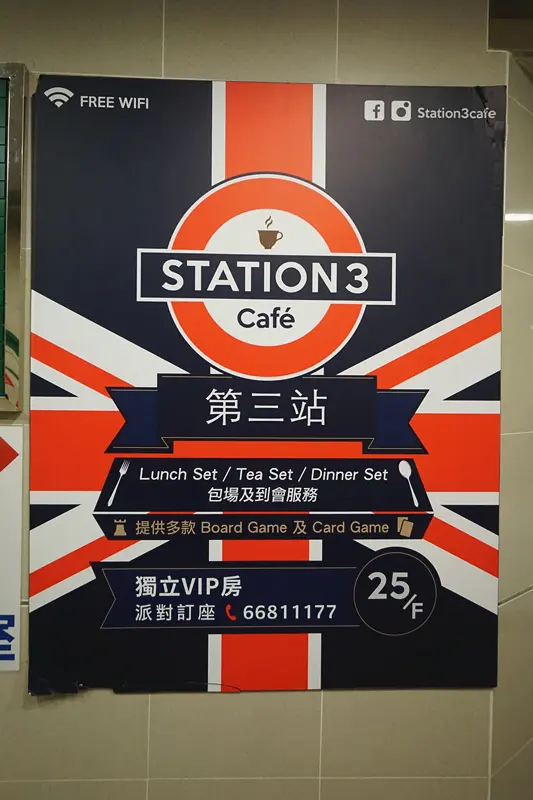 FREE WIFI
Station3cafe
STATION 3
Café
第三站
Lunch Set / Tea Set / Dinner Set
包場及到會服務
提供多款 Board Game 及 Card Game
獨立VIP房
派對訂座 66811177
25/F